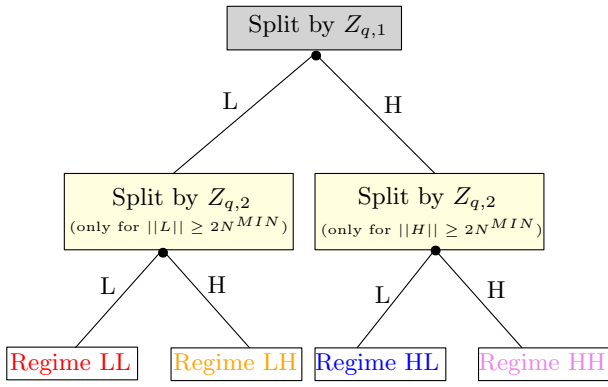 Split by $Z_{q,1}$
L H
Split by $Z_{q,2}$ Split by $Z_{q,2}$
(only for $||L|| \geq 2N^{MIN}$) (only for $||H|| \geq 2N^{MIN}$)
L H L H
Regime LL Regime LH Regime HL Regime HH